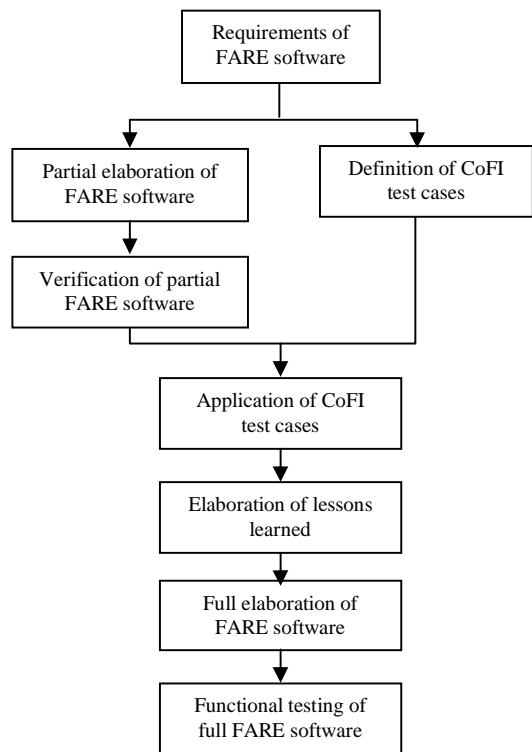 Requirements of
FARE software
Partial elaboration of
FARE software
Definition of CoFI
test cases
Verification of partial
FARE software
Application of CoFI
test cases
Elaboration of lessons
learned
Full elaboration of
FARE software
Functional testing of
full FARE software